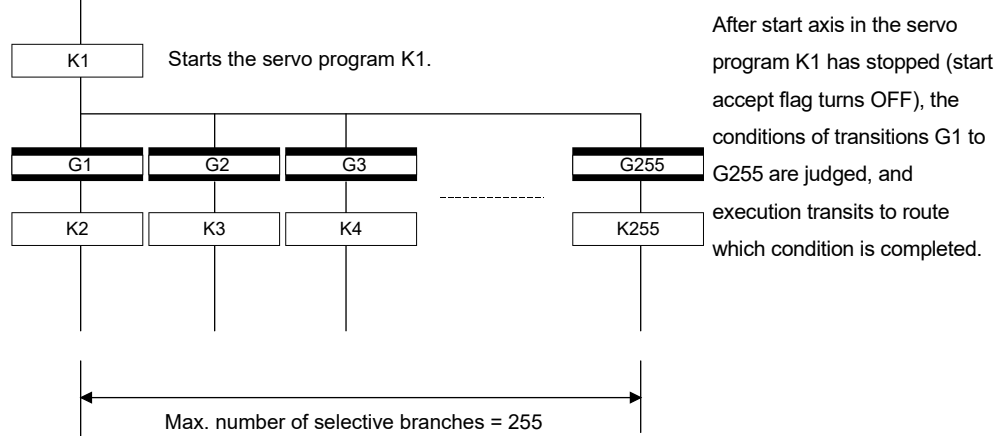 K1
Starts the servo program K1.
After start axis in the servo
program K1 has stopped (start
accept flag turns OFF), the
conditions of transitions G1 to
G255 are judged, and
execution transits to route
which condition is completed.
G1
G2
G3
G255
K2
K3
K4
K255
Max. number of selective branches = 255